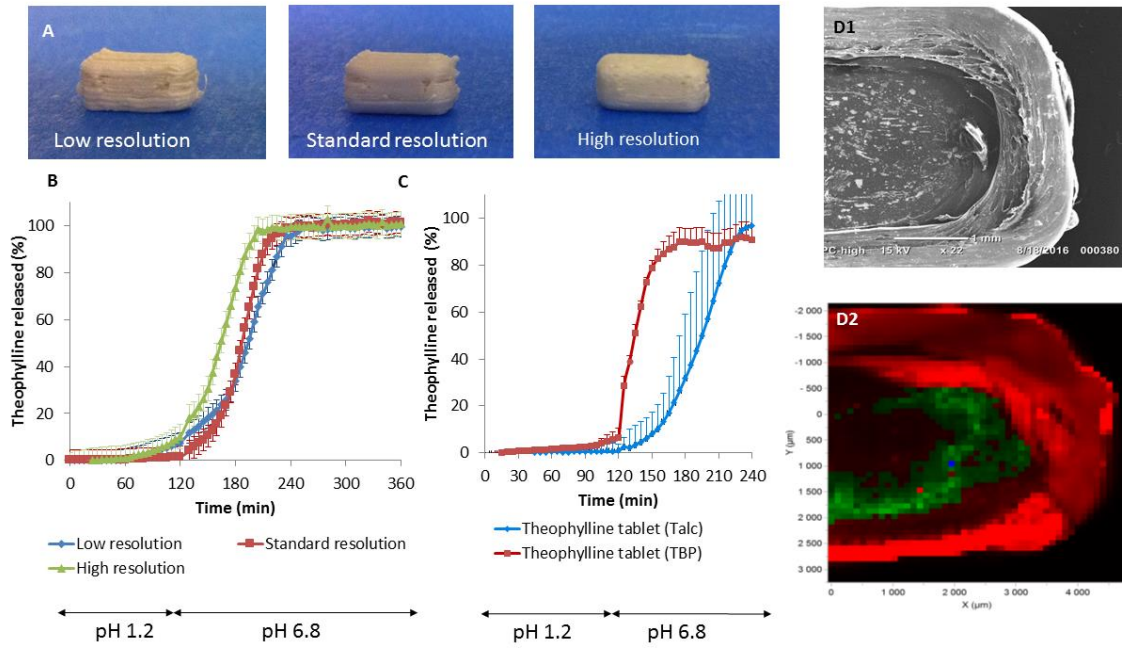 A
Low resolution
Standard resolution
High resolution
B
Theophylline released (%)
100
80
60
40
20
0
0 60 120 180 240 300 360
Time (min)
Low resolution
Standard resolution
High resolution
pH 1.2
pH 6.8
C
Theophylline released (%)
100
80
60
40
20
0
0 30 60 90 120 150 180 210 240
Time (min)
Theophylline tablet (Talc)
Theophylline tablet (TBP)
pH 1.2
pH 6.8
D1
PC-high 15 kV x 22 1 mm 8/18/2016 000380
D2
-2 000
-1 500
-1 000
- 500
0
500
1 000
1 500
2 000
2 500
3 000
Y (µm)
0 1 000 2 000 3 000 4 000
X (µm)